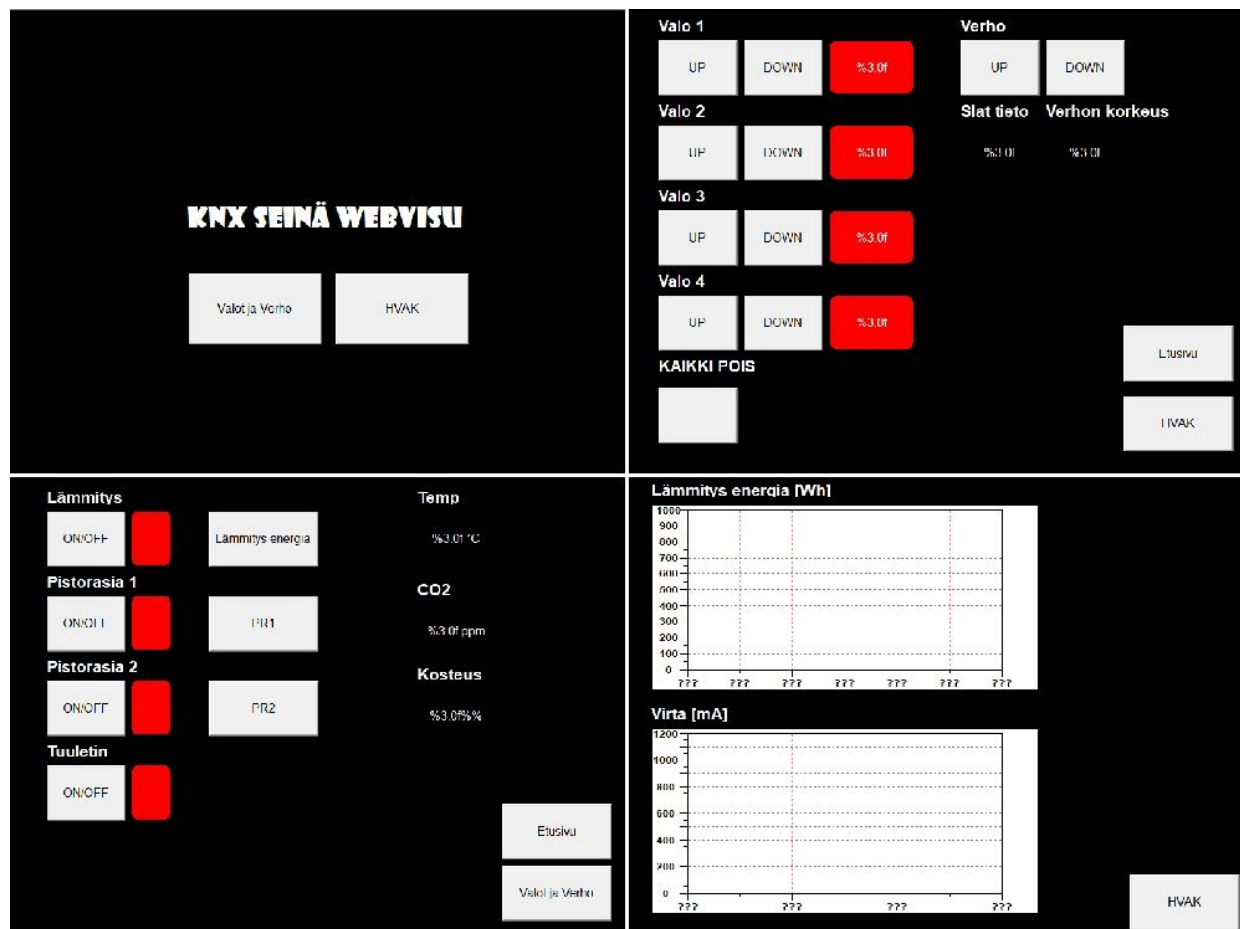 KNX SEINÄ WEBVISU
Valot ja Verho HVAK
Valo 1 Verho
UP DOWN %3.0f UP DOWN
Valo 2 Slat tieto Verhon korkeus
UP DOWN %3.0f %3.0f %3.0f
Valo 3
UP DOWN %3.0f
Valo 4
UP DOWN %3.0f
Etusivu
KAIKKI POIS
HVAK
Lämmitys Temp
ON/OFF Lämmitys energia %3.0f °C
Pistorasia 1 CO2
ON/OFF PR1 %3.0f ppm
Pistorasia 2 Kosteus
ON/OFF PR2 %3.0f%%
Tuuletin
ON/OFF
Etusivu
Valot ja Verho
Lämmitys energia [Wh]
1000
900
800
700
600
500
400
300
200
100
0
??? ??? ??? ??? ??? ??? ???
Virta [mA]
1200
1000
800
600
400
200
0
??? ??? ??? ???
HVAK